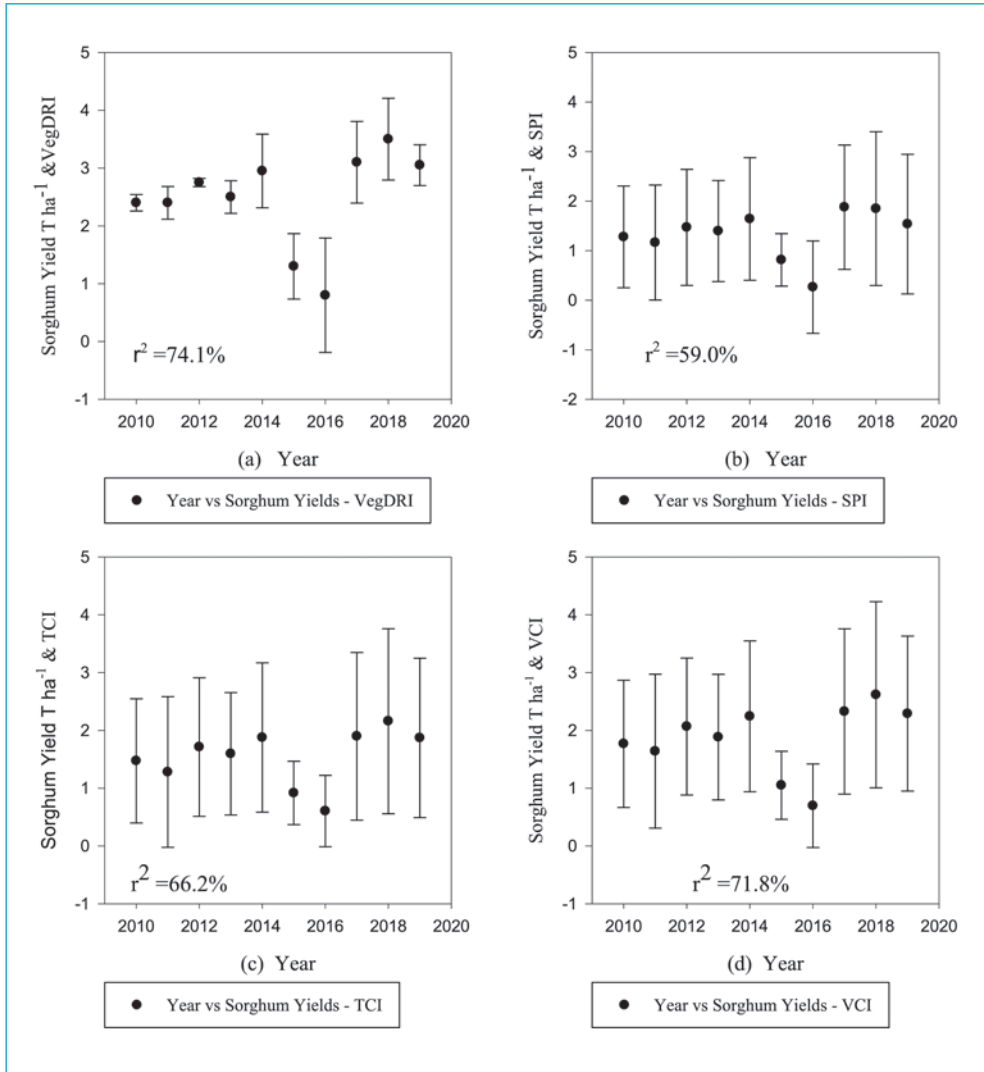 5
4
3
2
1
0
-1
Sorghum Yield T ha⁻¹ &VegDRI
r² =74.1%
2010 2012 2014 2016 2018 2020
(a) Year
Year vs Sorghum Yields - VegDRI
5
4
3
2
1
0
-1
-2
Sorghum Yield T ha⁻¹ & SPI
r² =59.0%
2010 2012 2014 2016 2018 2020
(b) Year
Year vs Sorghum Yields - SPI
5
4
3
2
1
0
-1
Sorghum Yield T ha⁻¹ & TCI
r² =66.2%
2010 2012 2014 2016 2018 2020
(c) Year
Year vs Sorghum Yields - TCI
5
4
3
2
1
0
-1
Sorghum Yield T ha⁻¹ & VCI
r² =71.8%
2010 2012 2014 2016 2018 2020
(d) Year
Year vs Sorghum Yields - VCI